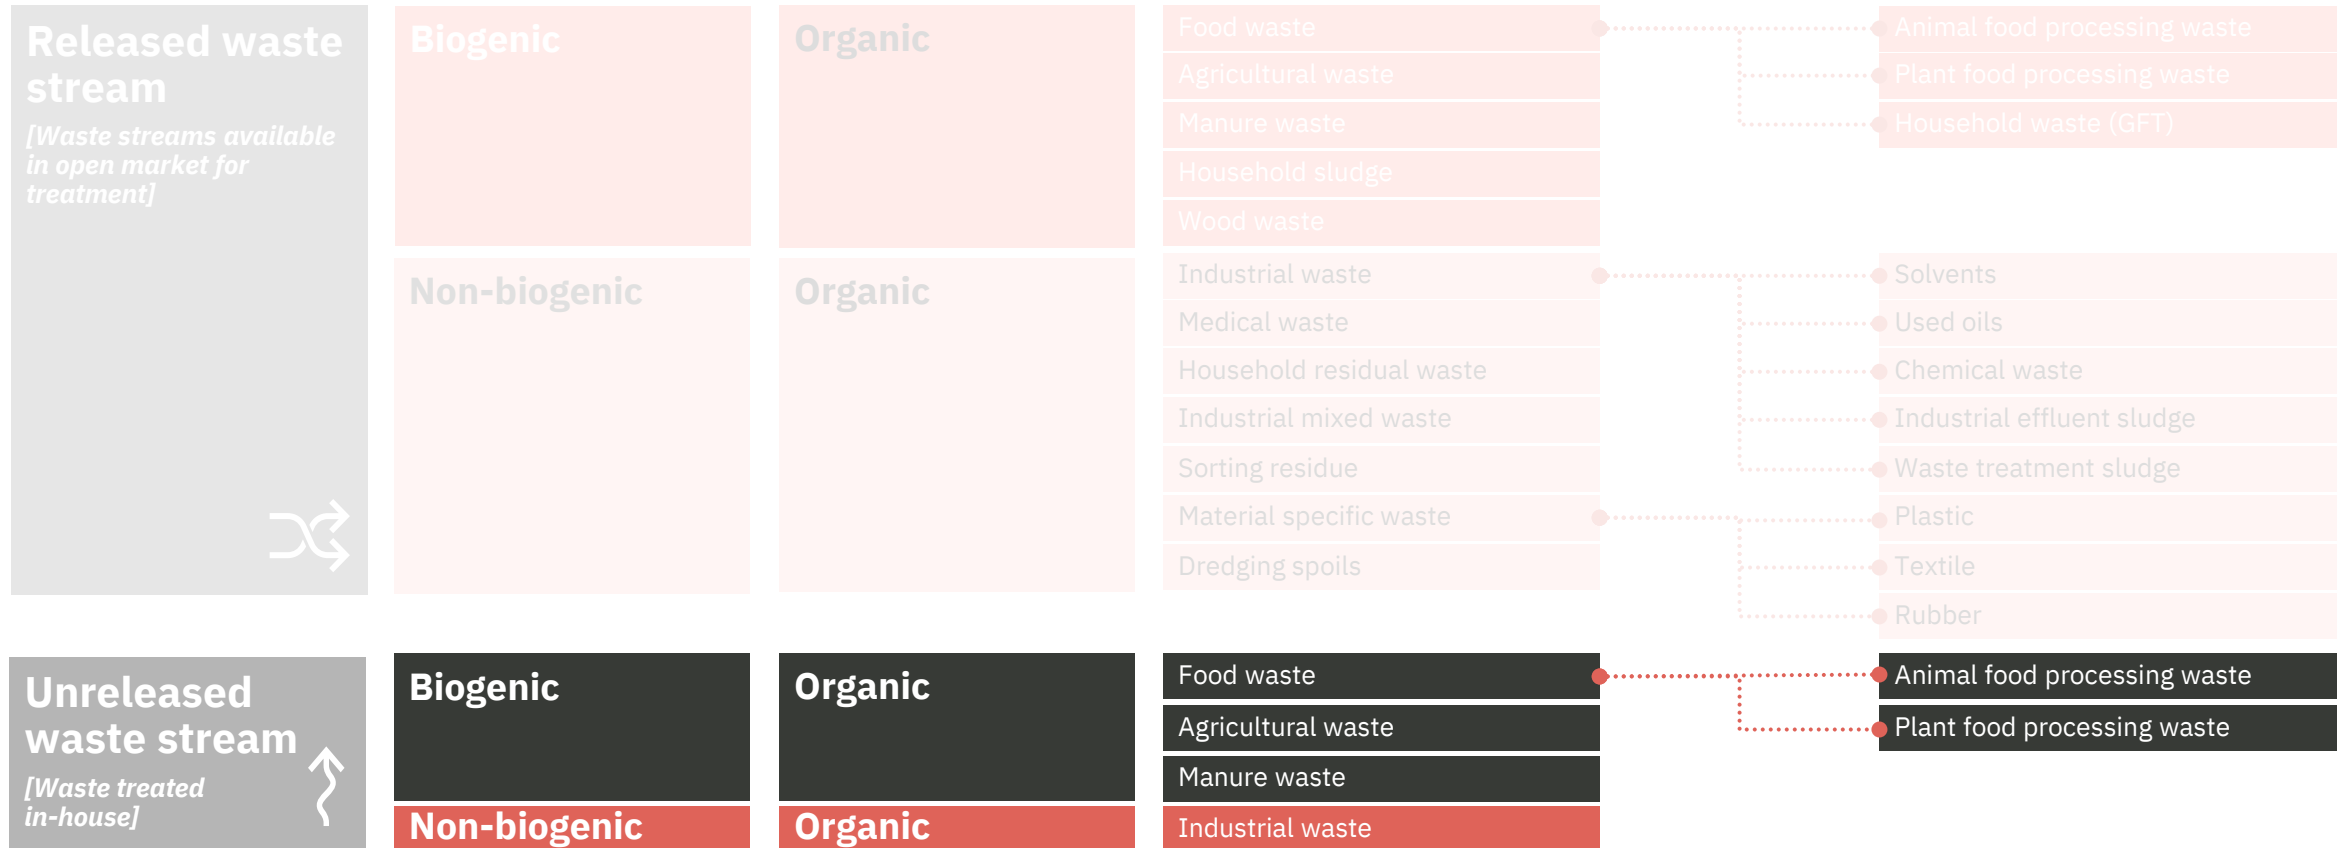 Released waste
stream
[Waste streams available
in open market for
treatment]
Biogenic
Organic
Food waste
Agricultural waste
Manure waste
Household sludge
Wood waste
Animal food processing waste
Plant food processing waste
Household waste (GFT)
Non-biogenic
Organic
Industrial waste
Medical waste
Household residual waste
Industrial mixed waste
Sorting residue
Material specific waste
Dredging spoils
Solvents
Used oils
Chemical waste
Industrial effluent sludge
Waste treatment sludge
Plastic
Textile
Rubber
Unreleased
waste stream
[Waste treated
in-house]
Biogenic
Organic
Food waste
Agricultural waste
Manure waste
Animal food processing waste
Plant food processing waste
Non-biogenic
Organic
Industrial waste